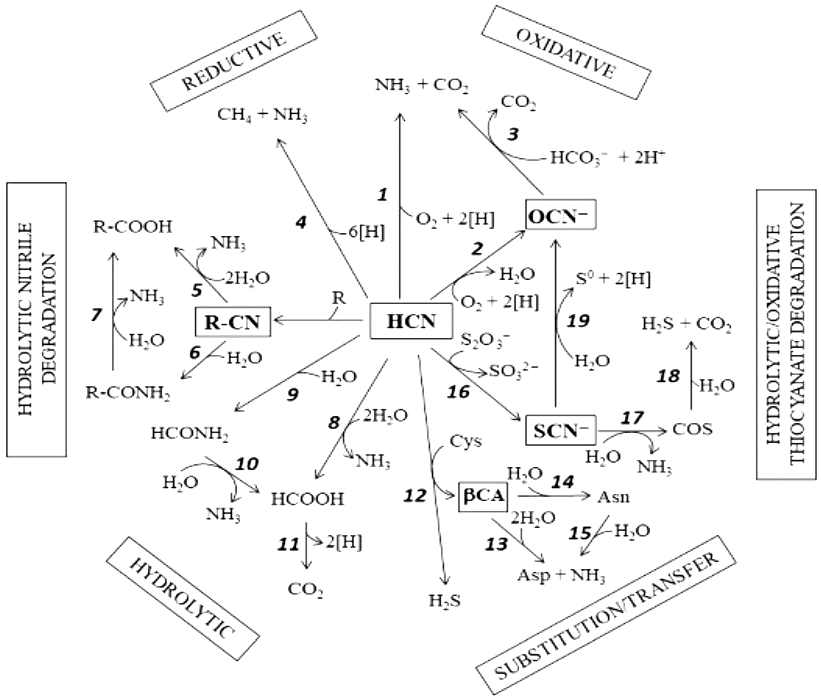 REDUCTIVE
OXIDATIVE
NH₃ + CO₂
CO₂
CH₄ + NH₃
3
HCO₃⁻ + 2H⁺
1
4
6[H]
O₂ + 2[H]
OCN⁻
2
H₂O
O₂ + 2[H]
HYDROLYTIC NITRILE
DEGRADATION
R-COOH
NH₃
5
2H₂O
7
NH₃
H₂O
R-CN
R
HCN
6
H₂O
R-CONH₂
S⁰ + 2[H]
19
H₂O
H₂S + CO₂
18
H₂O
HYDROLYTIC/OXIDATIVE
THIOCYANATE DEGRADATION
S₂O₃⁻
SO₃²⁻
16
9
H₂O
8
2H₂O
NH₃
SCN⁻
17
COS
H₂O
NH₃
HCONH₂
10
H₂O
NH₃
HCOOH
11
2[H]
CO₂
Cys
12
βCA
H₂O
14
Asn
2H₂O
13
15
H₂O
Asp + NH₃
H₂S
HYDROLYTIC
SUBSTITUTION/TRANSFER